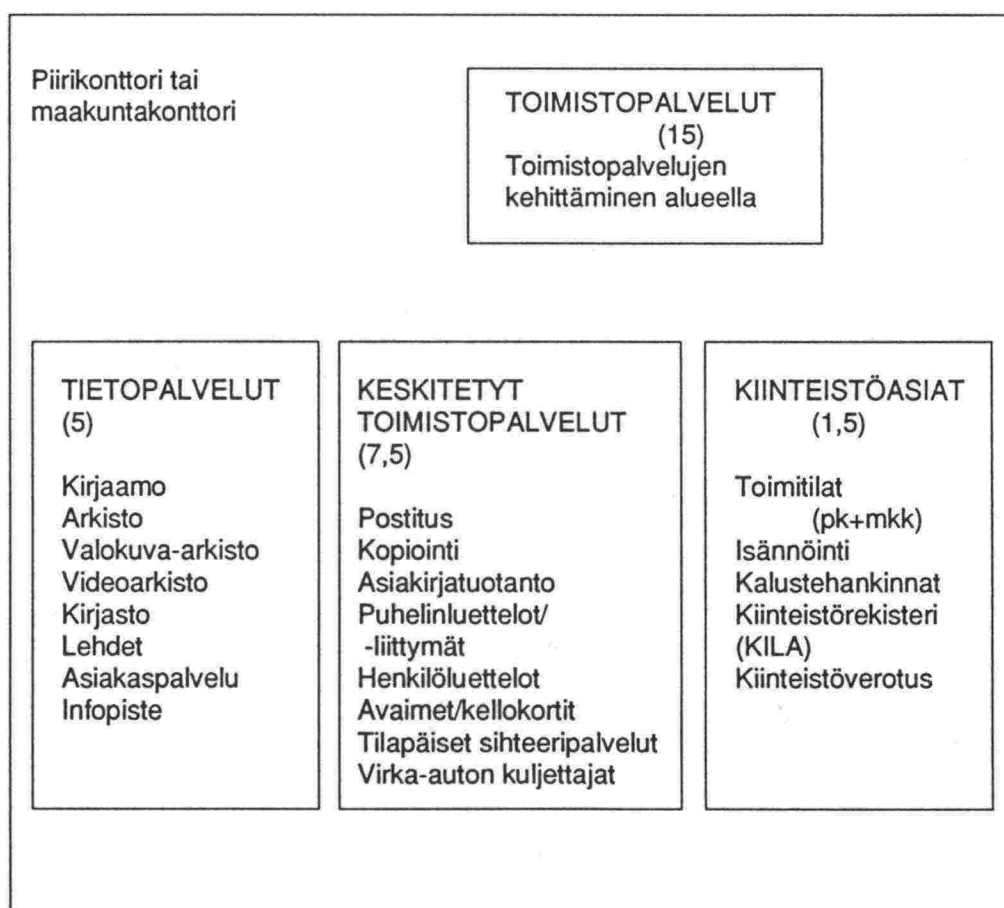 Piirikonttori tai
maakuntakonttori
TOIMISTOPALVELUT
(15)
Toimistopalvelujen
kehittäminen alueella
TIETOPALVELUT
(5)
Kirjaamo
Arkisto
Valokuva-arkisto
Videoarkisto
Kirjasto
Lehdet
Asiakaspalvelu
Infopiste
KESKITETYT
TOIMISTOPALVELUT
(7,5)
Postitus
Kopiointi
Asiakirjatuotanto
Puhelinluettelot/
-liittymät
Henkilöluettelot
Avaimet/kellokortit
Tilapäiset sihteeripalvelut
Virka-auton kuljettajat
KIINTEISTÖASIAT
(1,5)
Toimitilat
(pk+mkk)
Isännöinti
Kalustehankinnat
Kiinteistörekisteri
(KILA)
Kiinteistöverotus